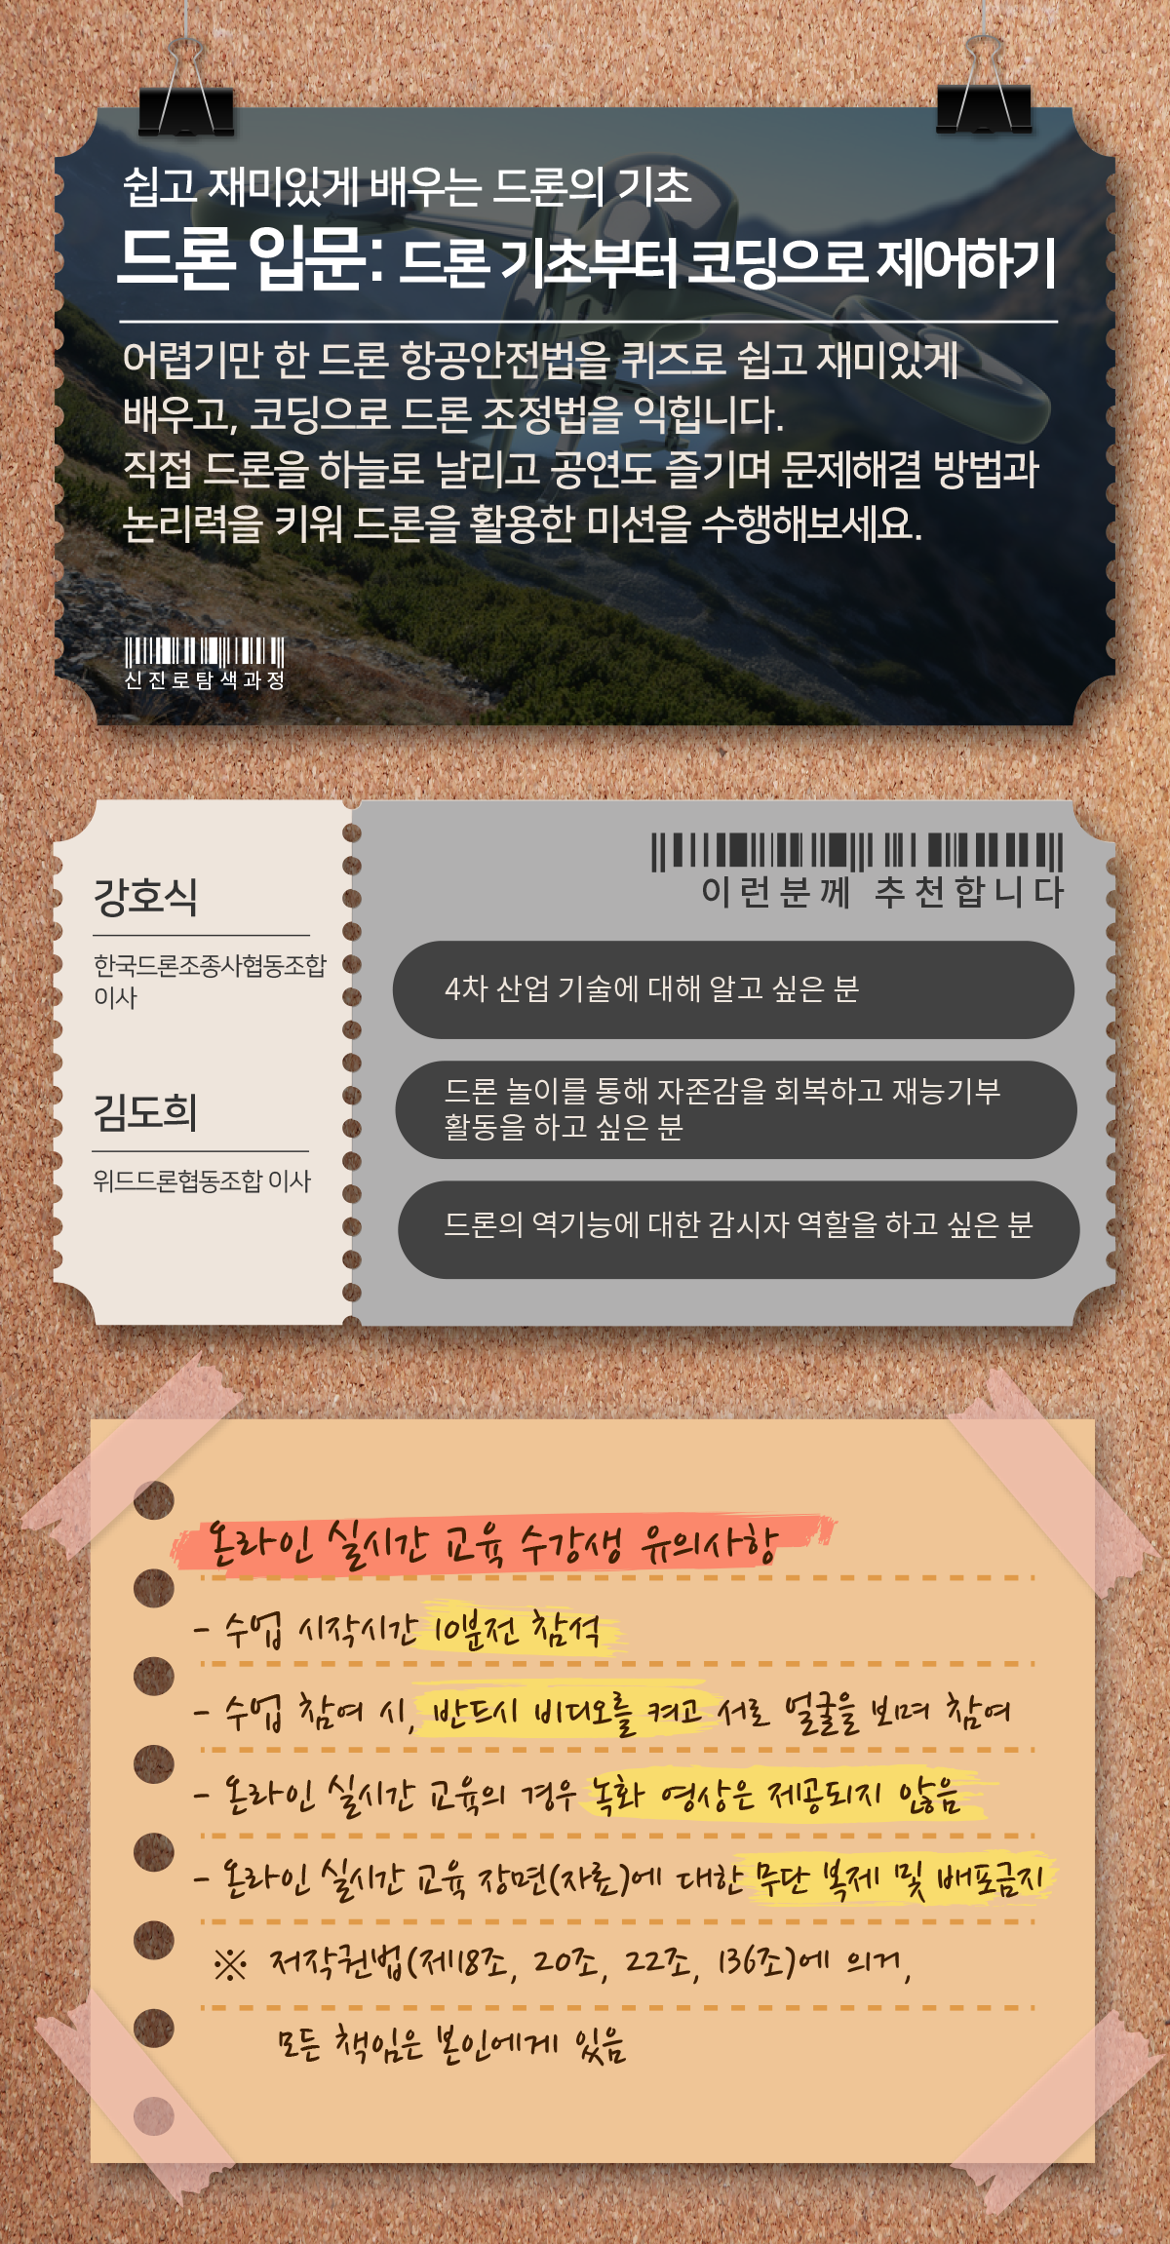 쉽고 재미있게 배우는 드론의 기초
드론 입문: 드론 기초부터 코딩으로 제어하기
어렵기만 한 드론 항공안전법을 퀴즈로 쉽고 재미있게
배우고, 코딩으로 드론 조정법을 익힙니다.
직접 드론을 하늘로 날리고 공연도 즐기며 문제해결 방법과
논리력을 키워 드론을 활용한 미션을 수행해보세요.
신진로탐색과정
강호식
한국드론조종사협동조합
이사
김도희
위드드론협동조합 이사
이런분께 추천합니다
4차 산업 기술에 대해 알고 싶은 분
드론 놀이를 통해 자존감을 회복하고 재능기부
활동을 하고 싶은 분
드론의 역기능에 대한 감시자 역할을 하고 싶은 분
온라인 실시간 교육 수강생 유의사항
- 수업 시작시간 10분전 참석
- 수업 참여 시, 반드시 비디오를 켜고 서로 얼굴을 보며 참여
- 온라인 실시간 교육의 경우 녹화 영상은 제공되지 않음
- 온라인 실시간 교육 장면(자료)에 대한 무단 복제 및 배포금지
※ 저작권법(제18조, 20조, 22조, 136조)에 의거,
모든 책임은 본인에게 있음